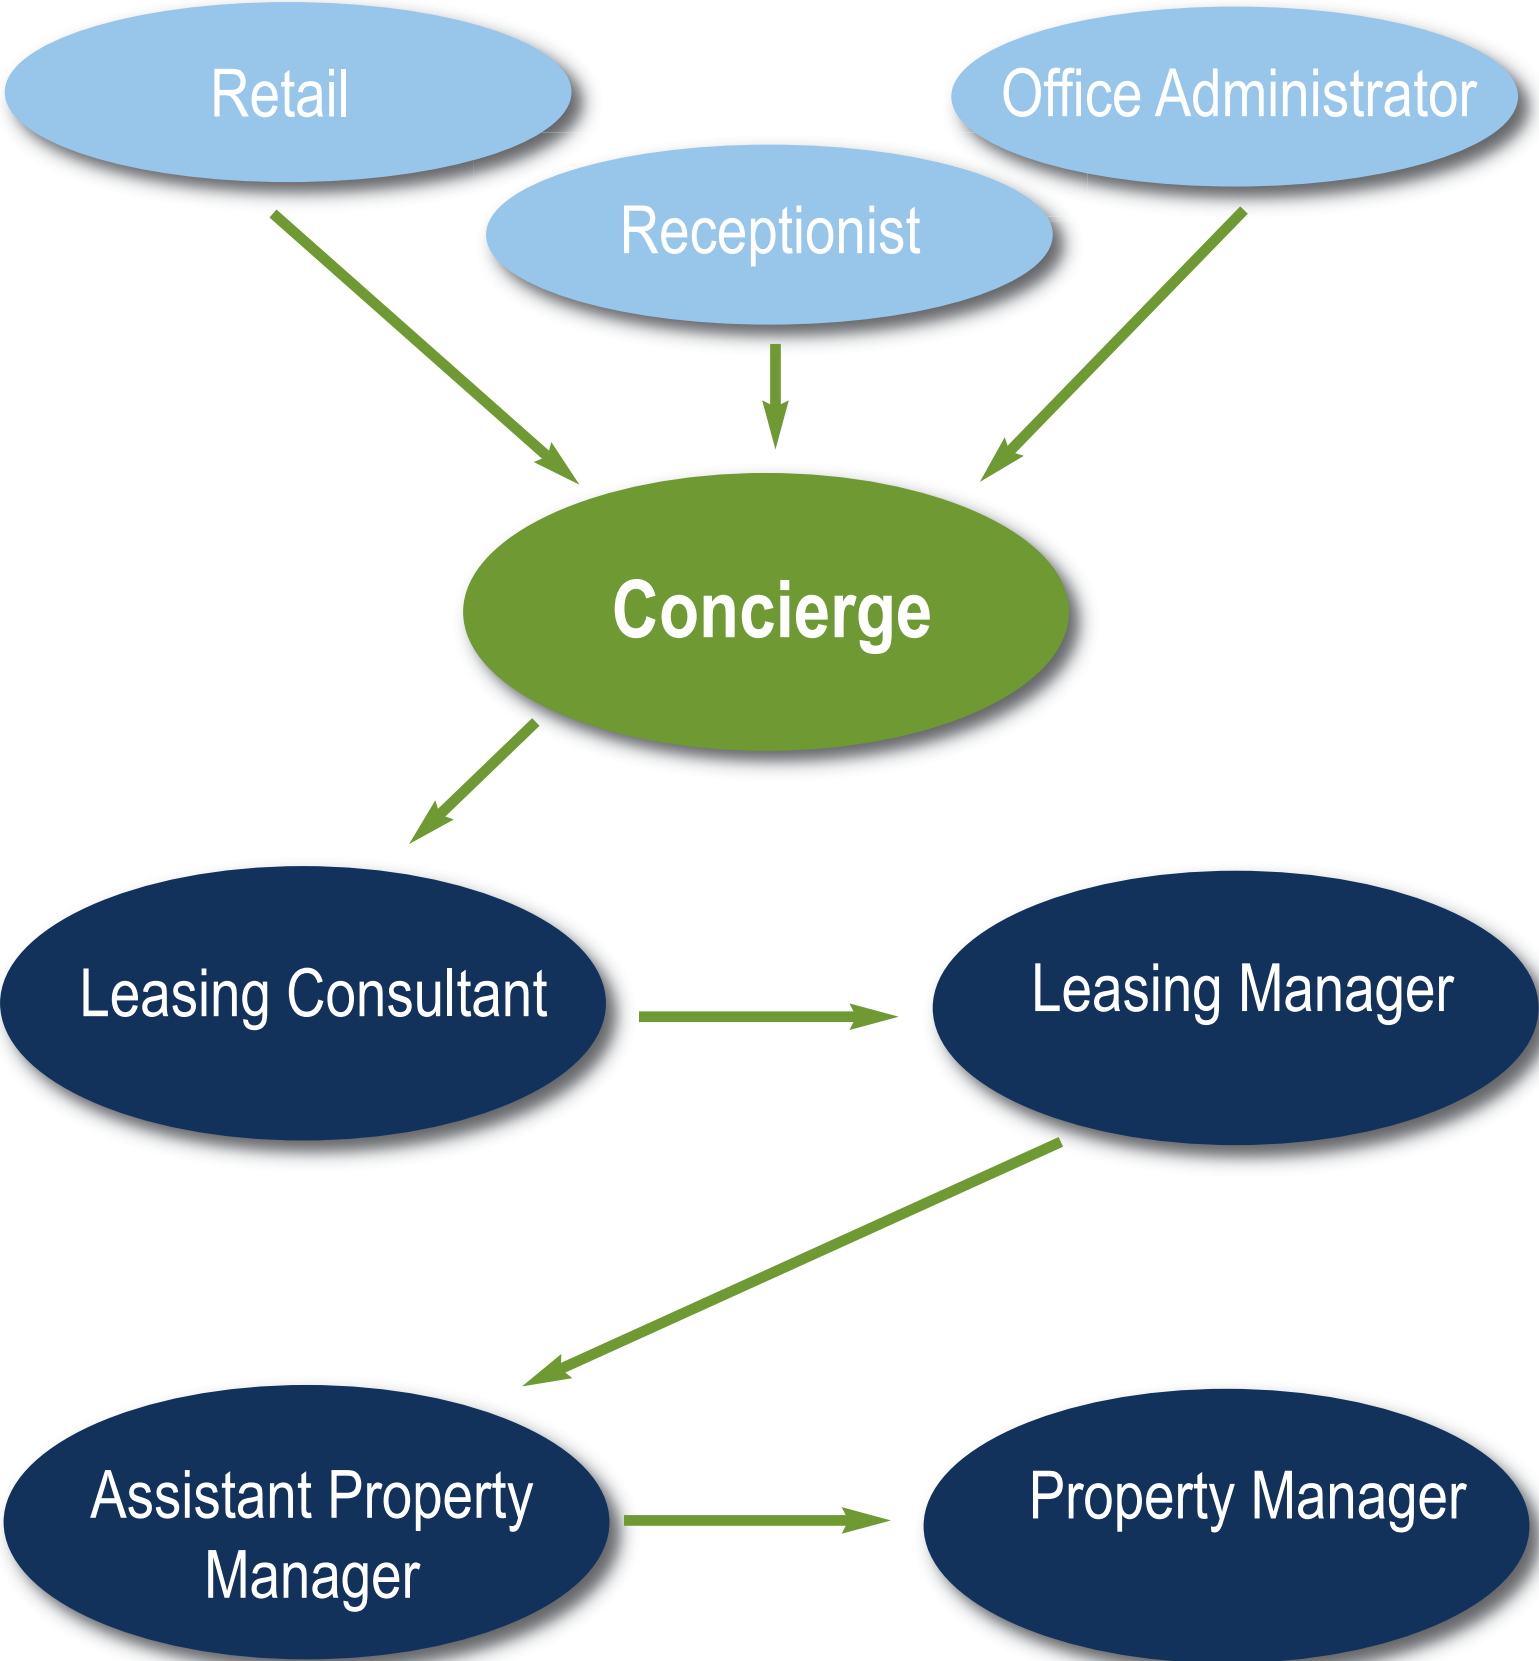 Retail
Office Administrator
Receptionist
Concierge
Leasing Consultant
Leasing Manager
Assistant Property
Manager
Property Manager